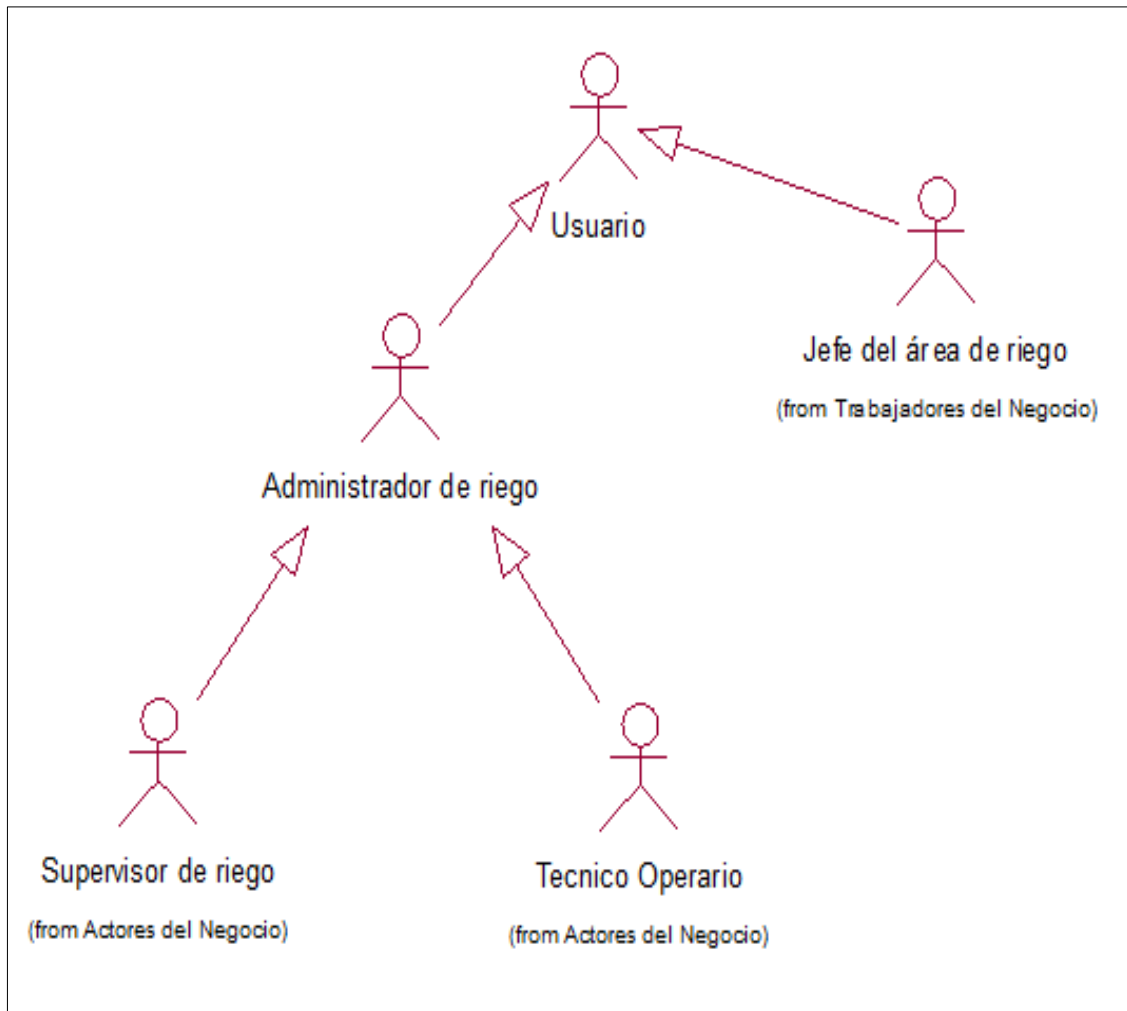 Usuario
Jefe del área de riego
(from Trabajadores del Negocio)
Administrador de riego
Supervisor de riego
(from Actores del Negocio)
Tecnico Operario
(from Actores del Negocio)